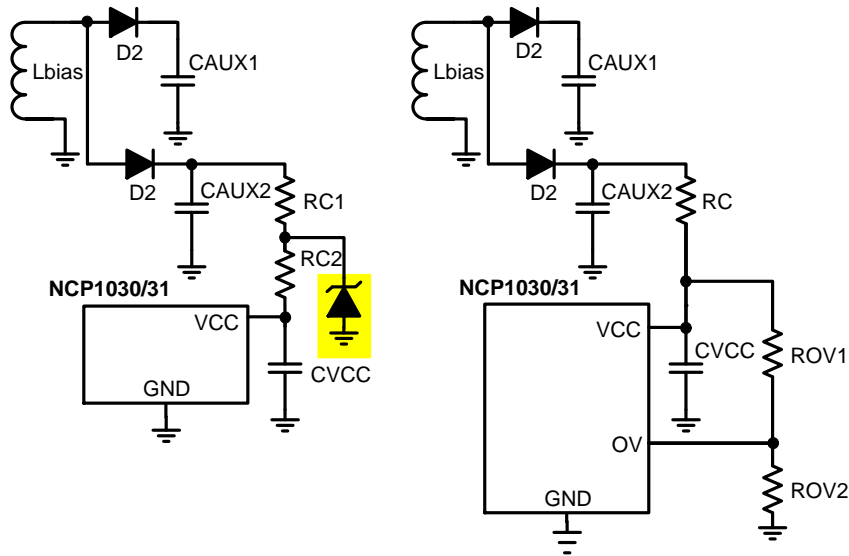 D2
CAUX1
Lbias
D2
CAUX2
RC1
RC2
NCP1030/31
VCC
CVCC
GND
D2
CAUX1
Lbias
D2
CAUX2
RC
NCP1030/31
VCC
CVCC
ROV1
OV
ROV2
GND